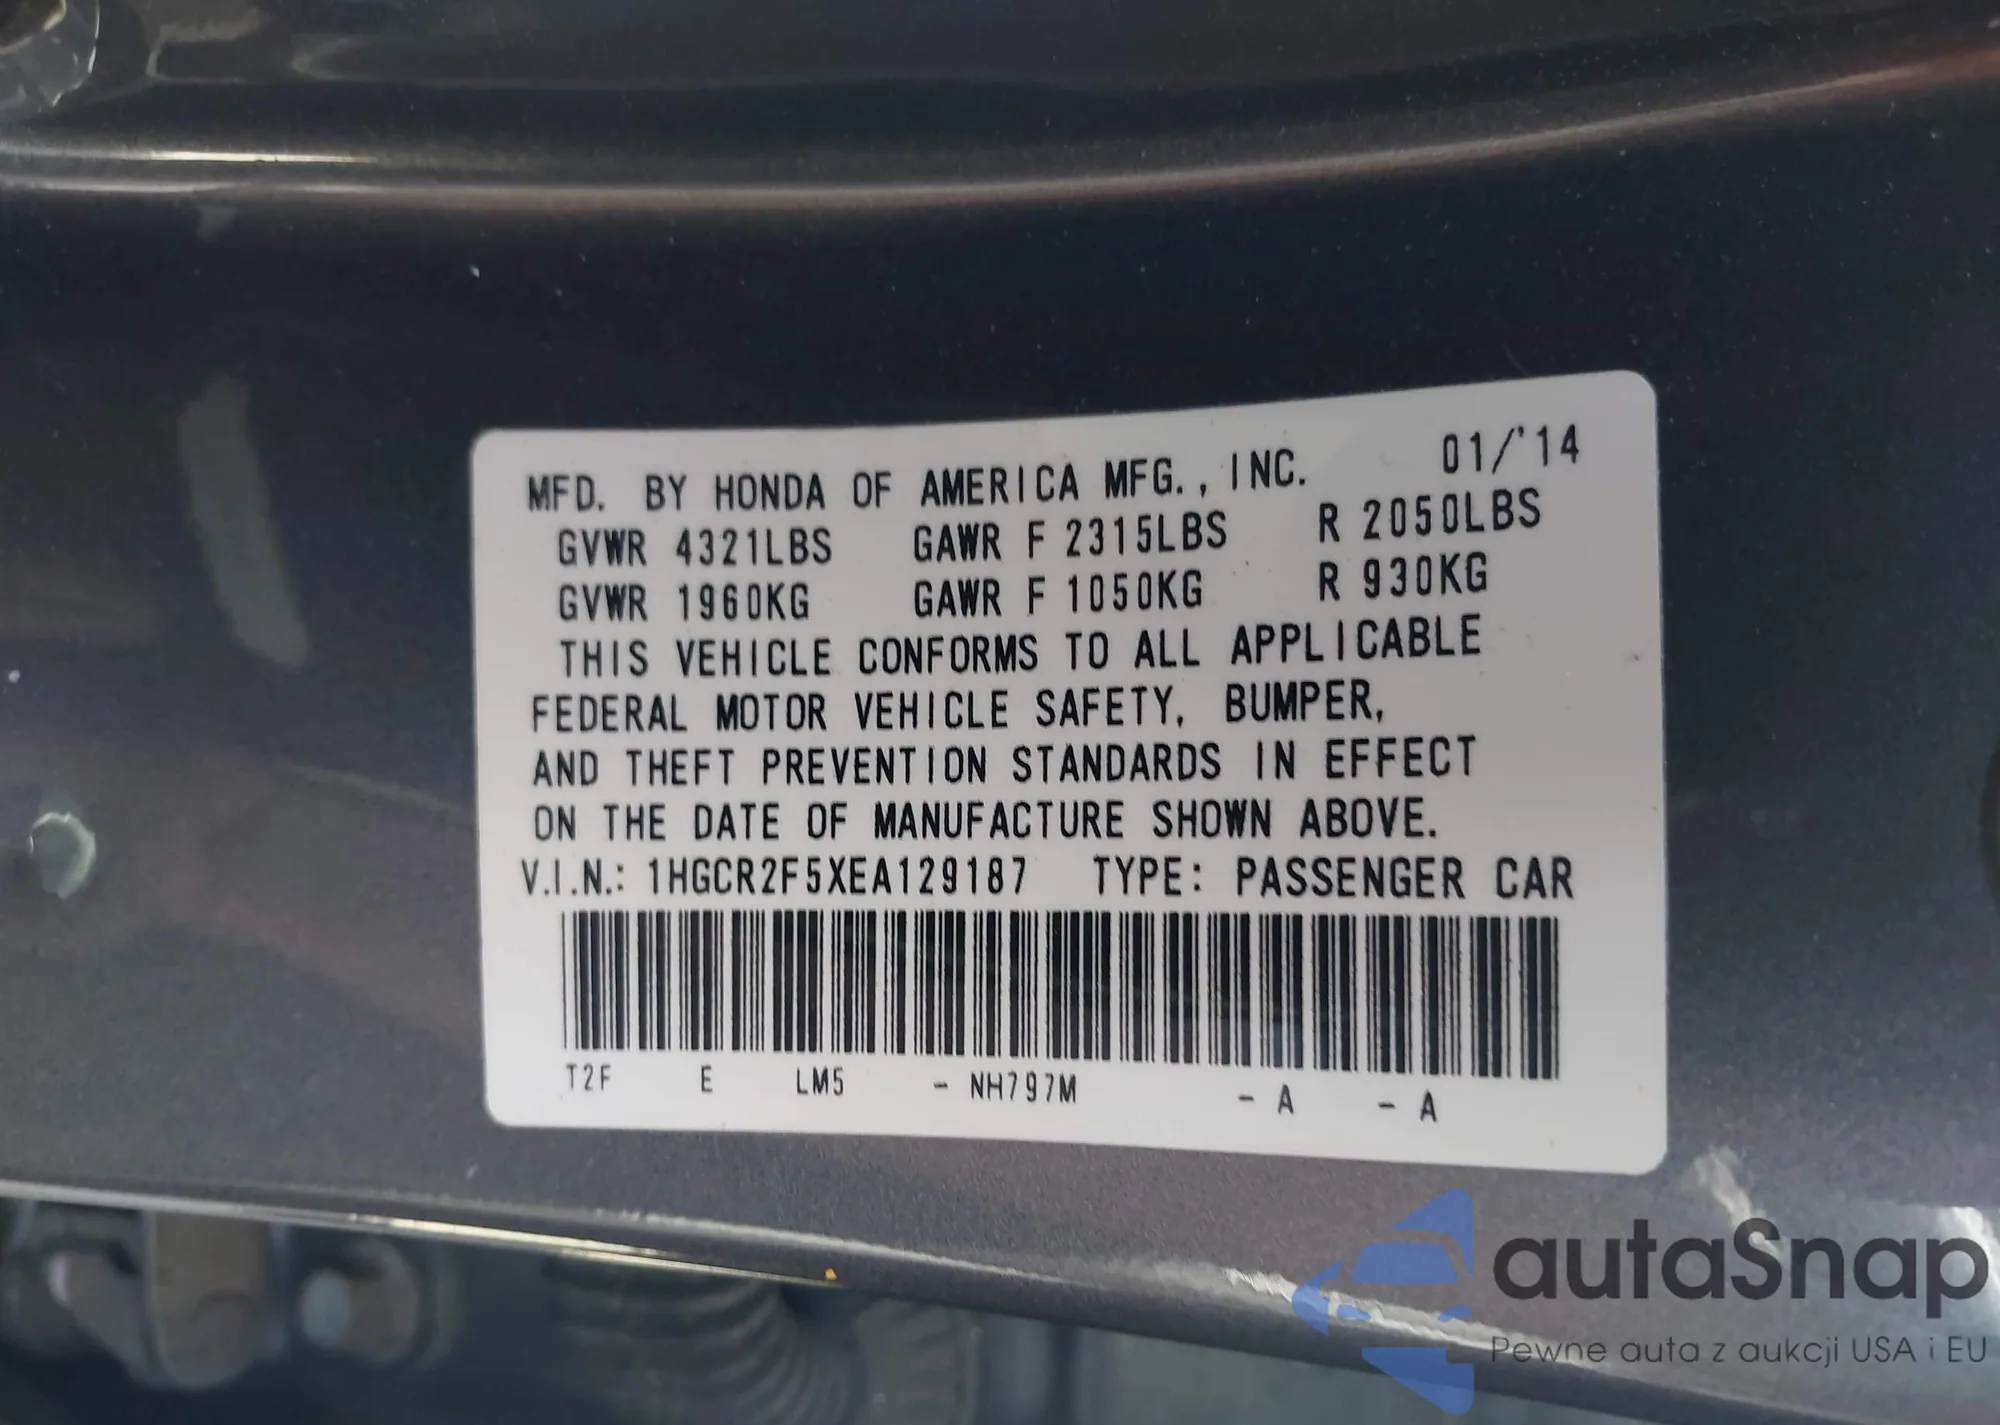 MFD. BY HONDA OF AMERICA MFG., INC. 01/'14
GVWR 4321LBS GAWR F 2315LBS R 2050LBS
GVWR 1960KG GAWR F 1050KG R 930KG
THIS VEHICLE CONFORMS TO ALL APPLICABLE
FEDERAL MOTOR VEHICLE SAFETY, BUMPER,
AND THEFT PREVENTION STANDARDS IN EFFECT
ON THE DATE OF MANUFACTURE SHOWN ABOVE.
V.I.N.: 1HGCR2F5XEA129187 TYPE: PASSENGER CAR
T2F E LM5 - NH797M - A - A
autaSnap
Pewne auta z aukcji USA i EU